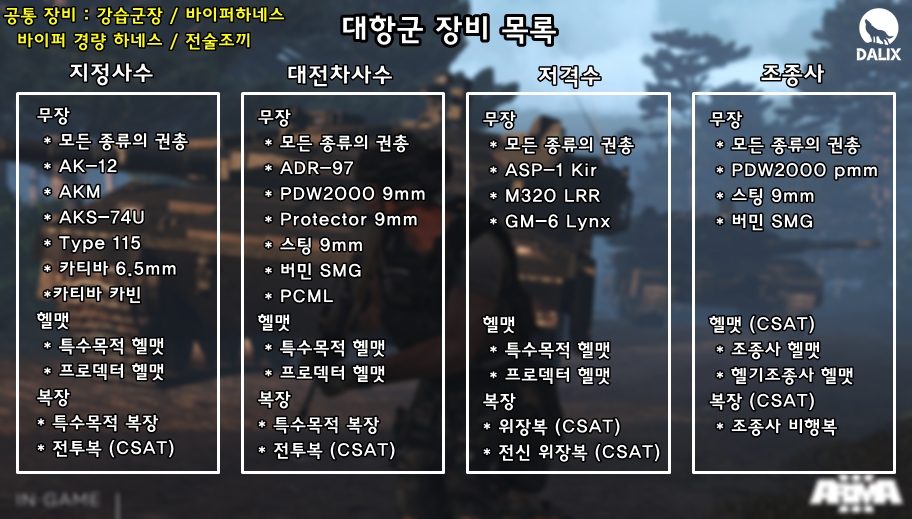 공통 장비 : 강습군장 / 바이퍼하네스
바이퍼 경량 하네스 / 전술조끼
대항군 장비 목록
DALIX
지정사수
무장
* 모든 종류의 권총
* AK-12
* AKM
* AKS-74U
* Type 115
* 카티바 6.5mm
*카티바 카빈
헬맷
* 특수목적 헬맷
* 프로덱터 헬맷
복장
* 특수목적 복장
* 전투복 (CSAT)
대전차사수
무장
* 모든 종류의 권총
* ADR-97
* PDW2000 9mm
* Protector 9mm
* 스팅 9mm
* 버민 SMG
* PCML
헬맷
* 특수목적 헬맷
* 프로덱터 헬맷
복장
* 특수목적 복장
* 전투복 (CSAT)
저격수
무장
* 모든 종류의 권총
* ASP-1 Kir
* M320 LRR
* GM-6 Lynx
헬맷
* 특수목적 헬맷
* 프로덱터 헬맷
복장
* 위장복 (CSAT)
* 전신 위장복 (CSAT)
조종사
무장
* 모든 종류의 권총
* PDW2000 pmm
* 스팅 9mm
* 버민 SMG
헬맷 (CSAT)
* 조종사 헬맷
* 헬기조종사 헬맷
복장 (CSAT)
* 조종사 비행복
IN-GAME
ARMA III